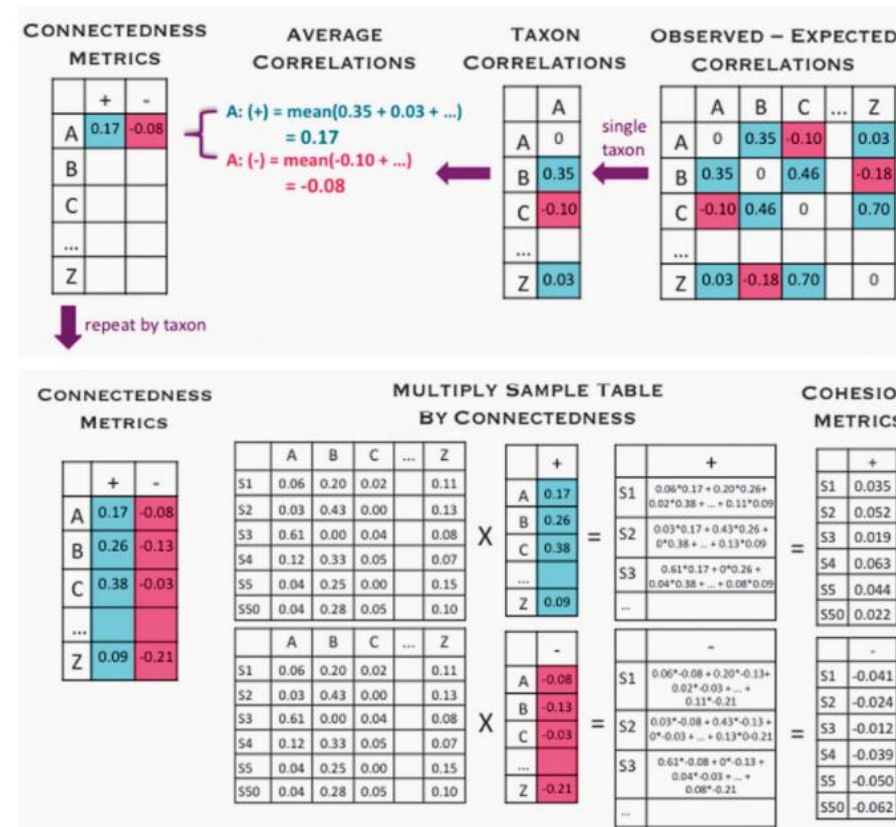 CONNECTEDNESS METRICS
+ -
A 0.17 -0.08
B
C
...
Z
repeat by taxon
AVERAGE CORRELATIONS
A: (+) = mean(0.35 + 0.03 + ...)
= 0.17
A: (-) = mean(-0.10 + ...)
= -0.08
TAXON CORRELATIONS
A
A 0
B 0.35
C -0.10
...
Z 0.03
single taxon
OBSERVED – EXPECTED CORRELATIONS
A B C ... Z
A 0 0.35 -0.10 0.03
B 0.35 0 0.46 -0.18
C -0.10 0.46 0 0.70
...
Z 0.03 -0.18 0.70 0
CONNECTEDNESS METRICS
+ -
A 0.17 -0.08
B 0.26 -0.13
C 0.38 -0.03
...
Z 0.09 -0.21
MULTIPLY SAMPLE TABLE
BY CONNECTEDNESS
A B C ... Z
S1 0.06 0.20 0.02 0.11
S2 0.03 0.43 0.00 0.13
S3 0.61 0.00 0.04 0.08
S4 0.12 0.33 0.05 0.07
S5 0.04 0.25 0.00 0.15
S50 0.04 0.28 0.05 0.10
X
+
A 0.17
B 0.26
C 0.38
...
Z 0.09
=
+
S1 0.06*0.17 + 0.20*0.26+
0.02*0.38 + ... + 0.11*0.09
S2 0.03*0.17 + 0.43*0.26 +
0*0.38 + ... + 0.13*0.09
S3 0.61*0.17 + 0*0.26 +
0.04*0.38 + ... + 0.08*0.09
...
=
COHESIO
METRICS
+
S1 0.035
S2 0.052
S3 0.019
S4 0.063
S5 0.044
S50 0.022
A B C ... Z
S1 0.06 0.20 0.02 0.11
S2 0.03 0.43 0.00 0.13
S3 0.61 0.00 0.04 0.08
S4 0.12 0.33 0.05 0.07
S5 0.04 0.25 0.00 0.15
S50 0.04 0.28 0.05 0.10
X
-
A -0.08
B -0.13
C -0.03
...
Z -0.21
=
-
S1 0.06*-0.08 + 0.20*-0.13+
0.02*-0.03 + ... +
0.11*-0.21
S2 0.03*-0.08 + 0.43*-0.13 +
0*-0.03 + ... + 0.13*0-0.21
S3 0.61*-0.08 + 0*-0.13 +
0.04*-0.03 + ... +
0.08*-0.21
...
=
-
S1 -0.041
S2 -0.024
S3 -0.012
S4 -0.039
S5 -0.050
S50 -0.062